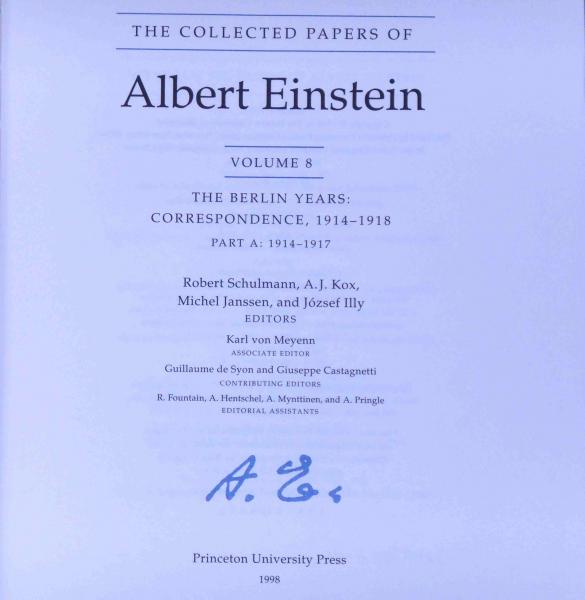 THE COLLECTED PAPERS OF
Albert Einstein
VOLUME 8
THE BERLIN YEARS:
CORRESPONDENCE, 1914–1918
PART A: 1914–1917
Robert Schulmann, A.J. Kox,
Michel Janssen, and József Illy
EDITORS
Karl von Meyenn
ASSOCIATE EDITOR
Guillaume de Syon and Giuseppe Castagnetti
CONTRIBUTING EDITORS
R. Fountain, A. Hentschel, A. Mynttinen, and A. Pringle
EDITORIAL ASSISTANTS
A. E.
Princeton University Press
1998